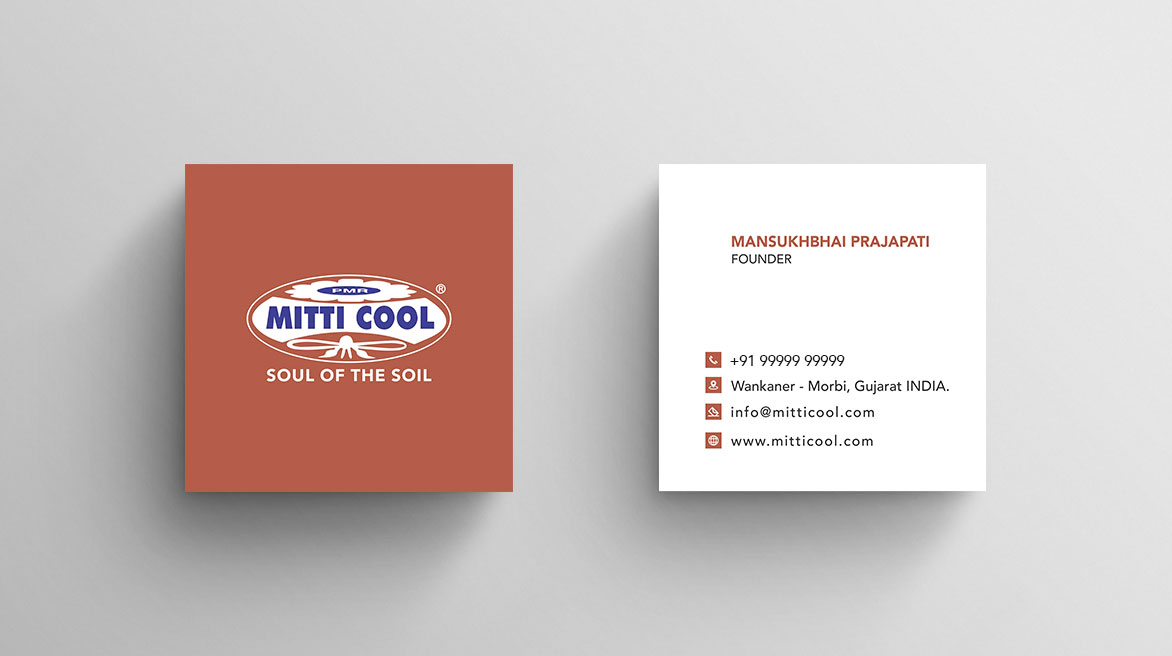 PMR
®
MITTI COOL
SOUL OF THE SOIL
MANSUKHBHAI PRAJAPATI
FOUNDER
+91 99999 99999
Wankaner - Morbi, Gujarat INDIA.
info@mitticool.com
www.mitticool.com